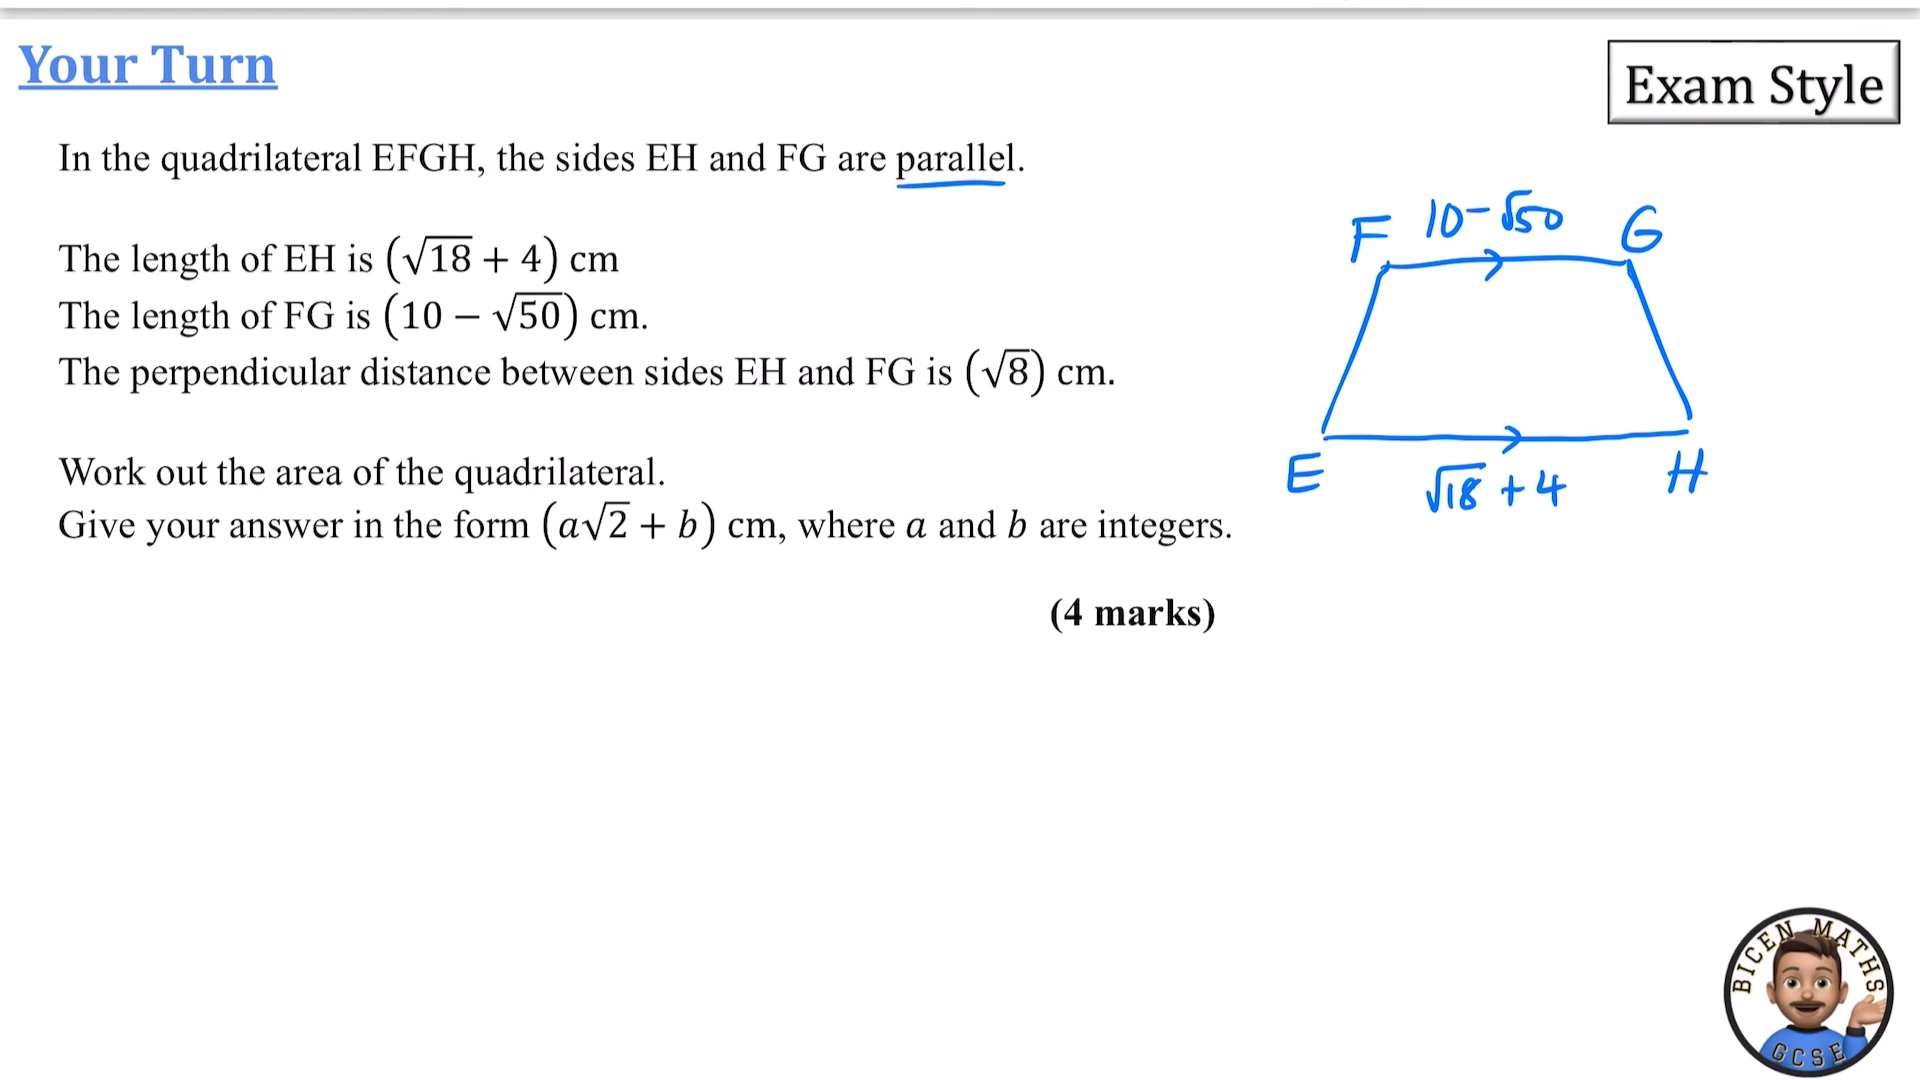 Your Turn
Exam Style
In the quadrilateral EFGH, the sides EH and FG are parallel.
The length of EH is (√18 + 4) cm
The length of FG is (10 − √50) cm.
The perpendicular distance between sides EH and FG is (√8) cm.
Work out the area of the quadrilateral.
Give your answer in the form (a√2 + b) cm, where a and b are integers.
(4 marks)
F 10-√50 G
E √18 + 4 H
BICEN MATHS
GCSE